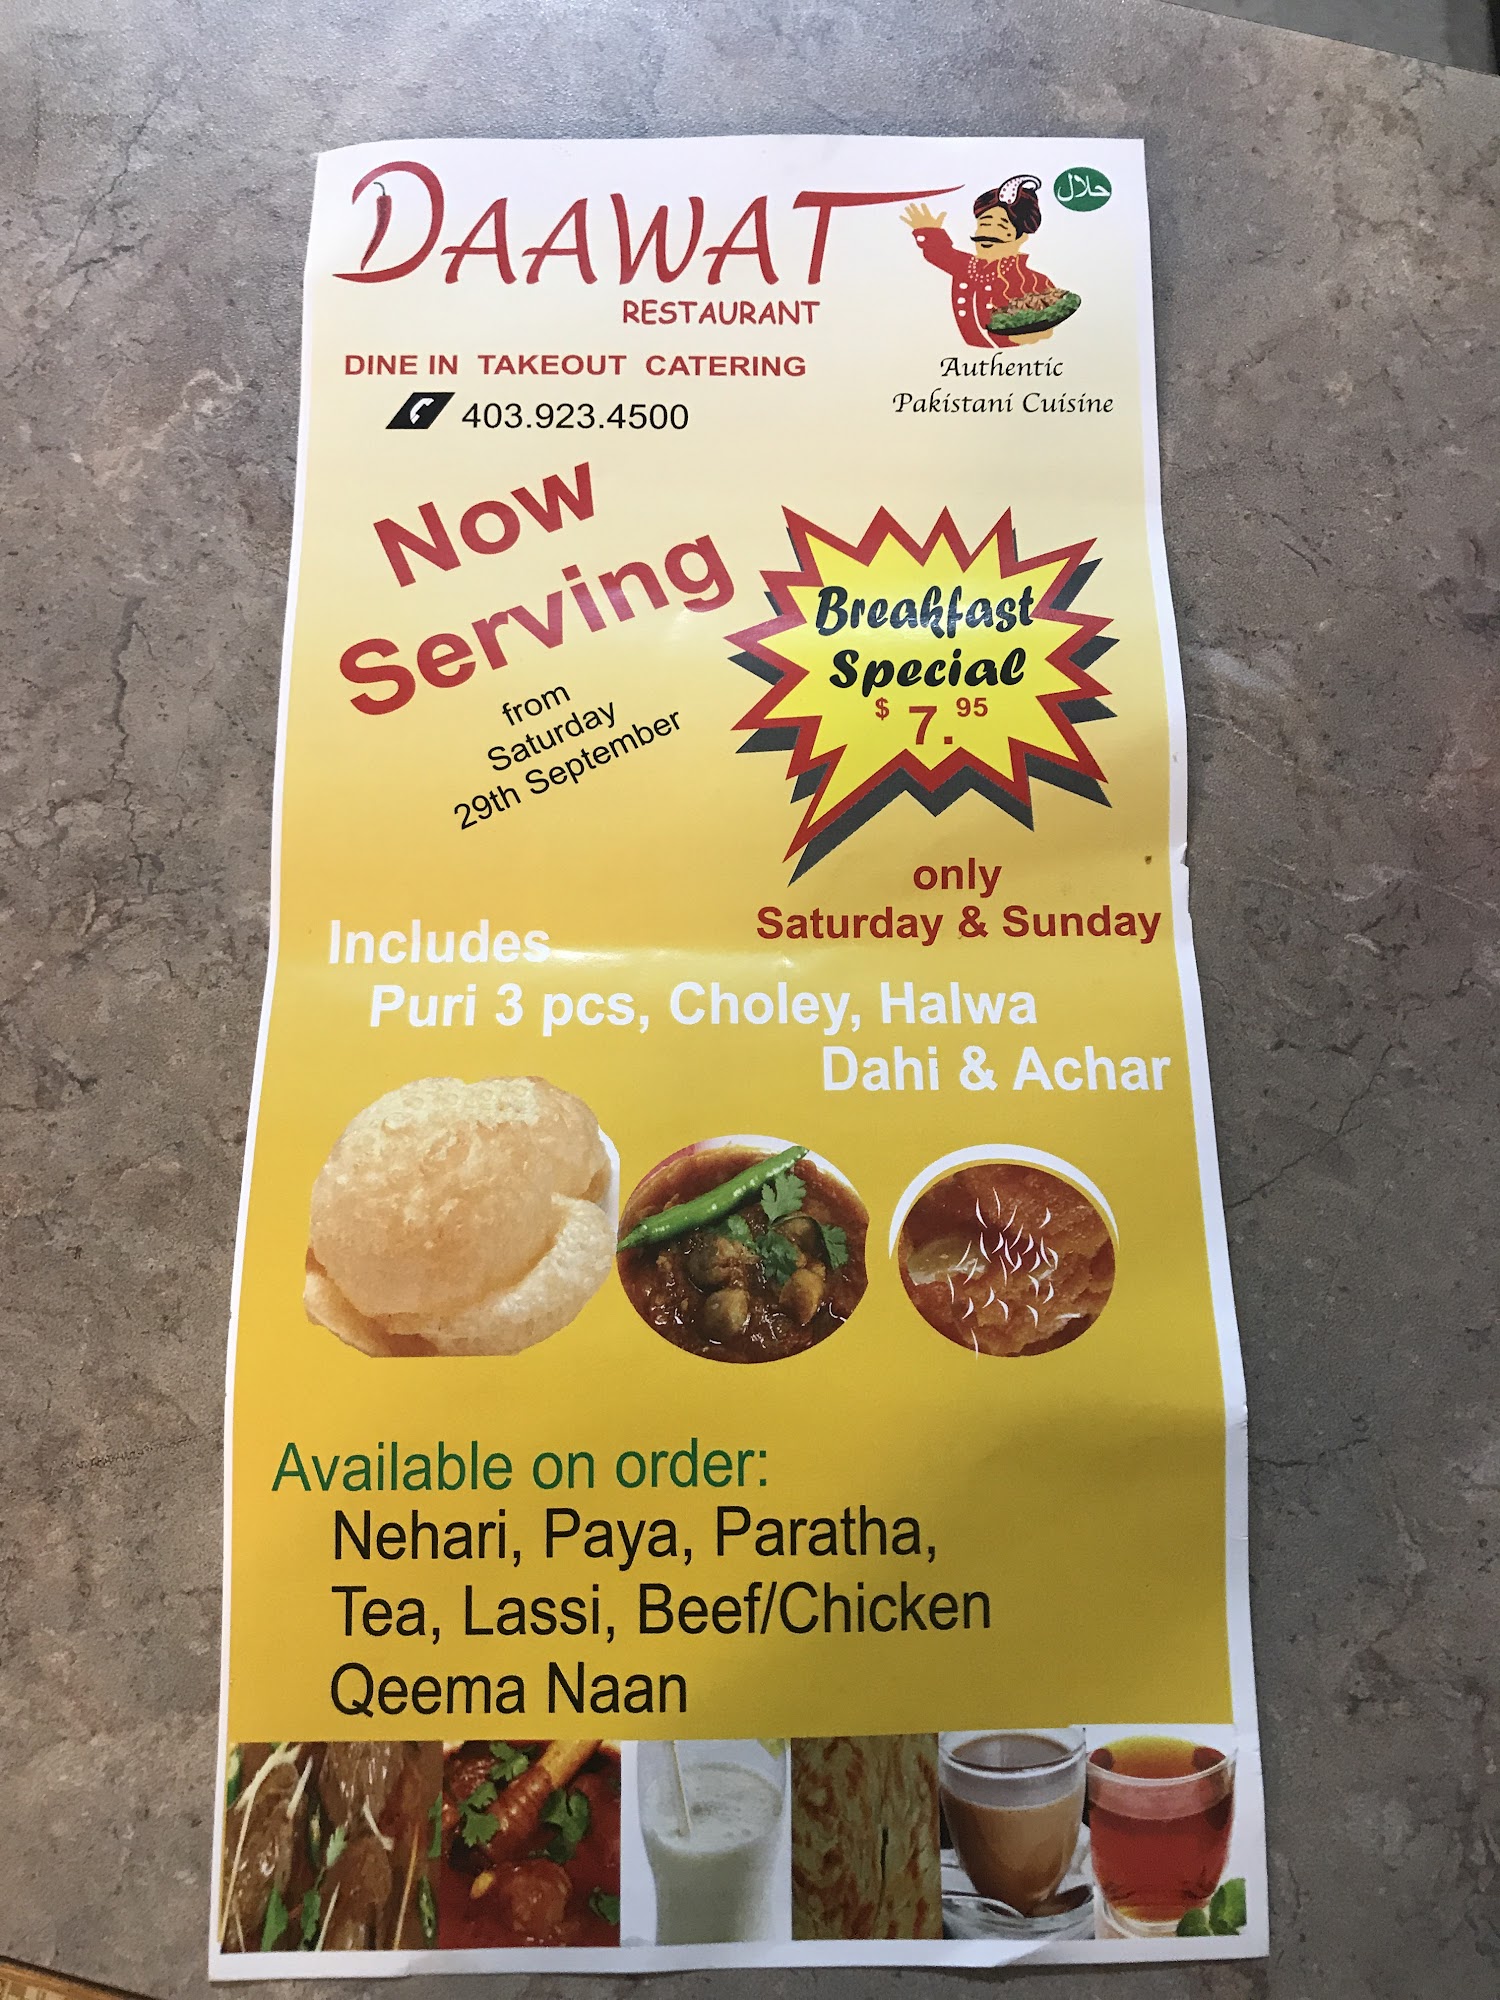 DAAWAT
RESTAURANT
حلال
DINE IN TAKEOUT CATERING
403.923.4500
Authentic
Pakistani Cuisine
Now
Serving
from
Saturday
29th September
Breakfast
Special
$ 7.95
only
Saturday & Sunday
Includes
Puri 3 pcs, Choley, Halwa
Dahi & Achar
Available on order:
Nehari, Paya, Paratha,
Tea, Lassi, Beef/Chicken
Qeema Naan